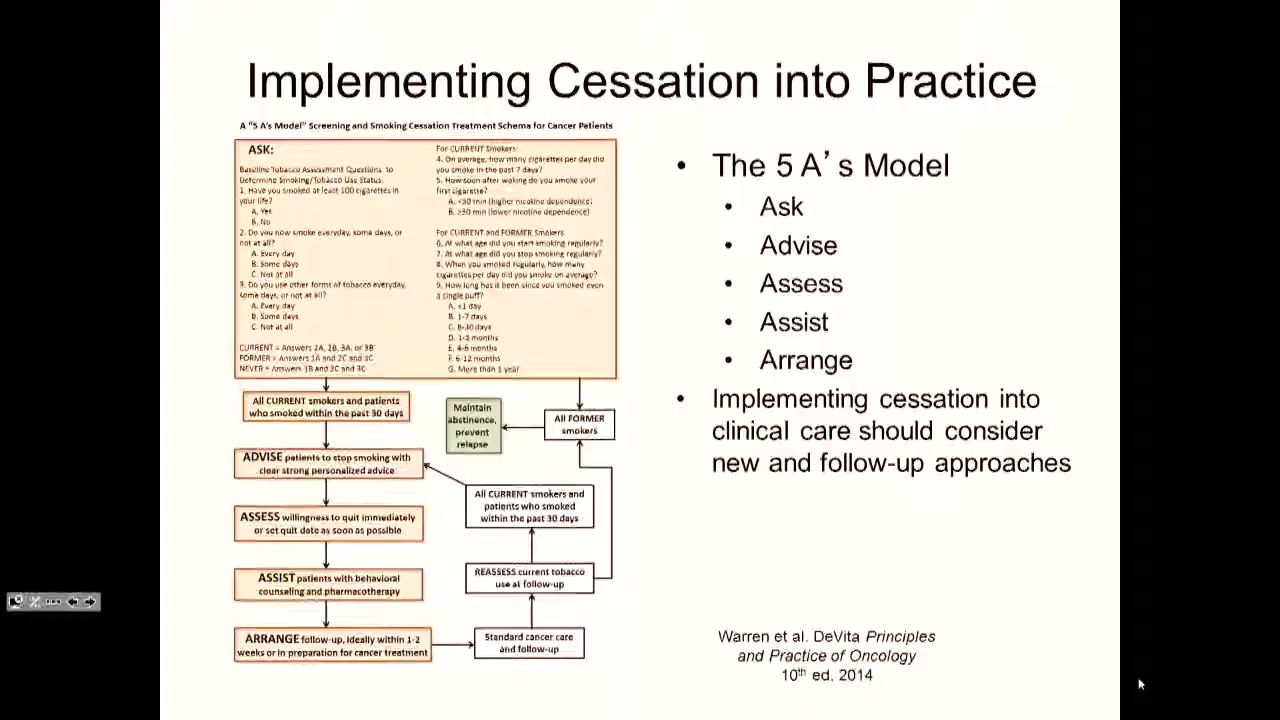 Implementing Cessation into Practice
A "5 A's Model" Screening and Smoking Cessation Treatment Schema for Cancer Patients
ASK:
Baseline Tobacco Assessment Questions to
Determine Smoking/Tobacco Use Status.
1. Have you smoked at least 100 cigarettes in
your life?
A. Yes
B. No
2. Do you now smoke everyday, some days, or
not at all?
A. Every day
B. Some days
C. Not at all
3. Do you use other forms of tobacco everyday,
some days, or not at all?
A. Every day
B. Some days
C. Not at all
CURRENT = Answers 2A, 2B, 3A, or 3B
FORMER = Answers 1A and 2C and 3C
NEVER = Answers 1B and 2C and 3C
For CURRENT Smokers:
4. On average, how many cigarettes per day did
you smoke in the past 7 days?
5. How soon after waking do you smoke your
first cigarette?
A. <30 min (higher nicotine dependence)
B. >30 min (lower nicotine dependence)
For CURRENT and FORMER Smokers
6. At what age did you start smoking regularly?
7. At what age did you stop smoking regularly?
8. When you smoked regularly, how many
cigarettes per day did you smoke on average?
9. How long has it been since you smoked even
a single puff?
A. <1 day
B. 1-7 days
C. 8-30 days
D. 1-3 months
E. 4-6 months
F. 6-12 months
G. More than 1 year
All CURRENT smokers and patients
who smoked within the past 30 days
Maintain
abstinence,
prevent
relapse
All FORMER
smokers
ADVISE patients to stop smoking with
clear strong personalized advice
All CURRENT smokers and
patients who smoked
within the past 30 days
ASSESS willingness to quit immediately
or set quit date as soon as possible
ASSIST patients with behavioral
counseling and pharmacotherapy
REASSESS current tobacco
use at follow-up
ARRANGE follow-up, ideally within 1-2
weeks or in preparation for cancer treatment
Standard cancer care
and follow-up
• The 5 A's Model
• Ask
• Advise
• Assess
• Assist
• Arrange
• Implementing cessation into
clinical care should consider
new and follow-up approaches
Warren et al. DeVita Principles
and Practice of Oncology
10th ed. 2014